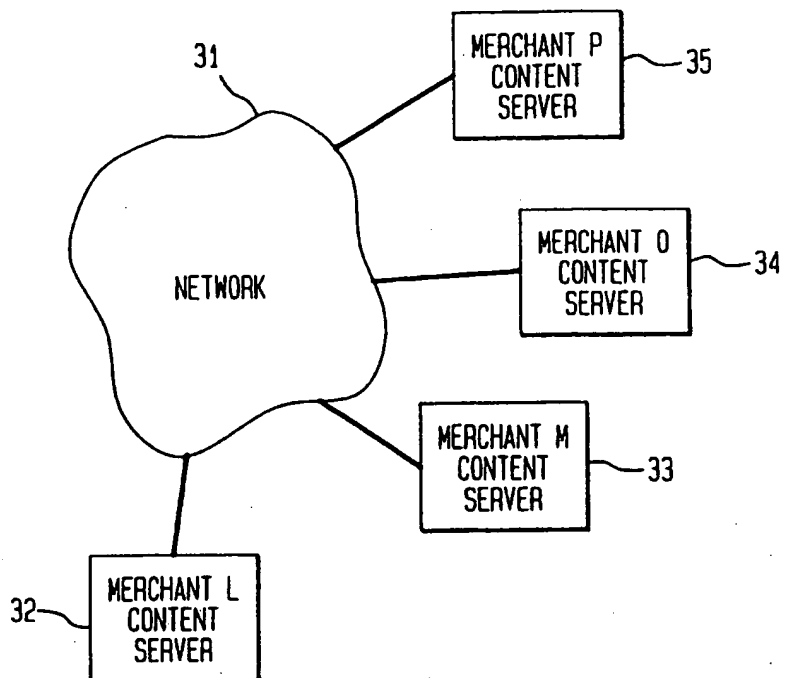 31
MERCHANT P
CONTENT
SERVER
35
MERCHANT O
CONTENT
SERVER
34
NETWORK
MERCHANT M
CONTENT
SERVER
33
MERCHANT L
CONTENT
SERVER
32